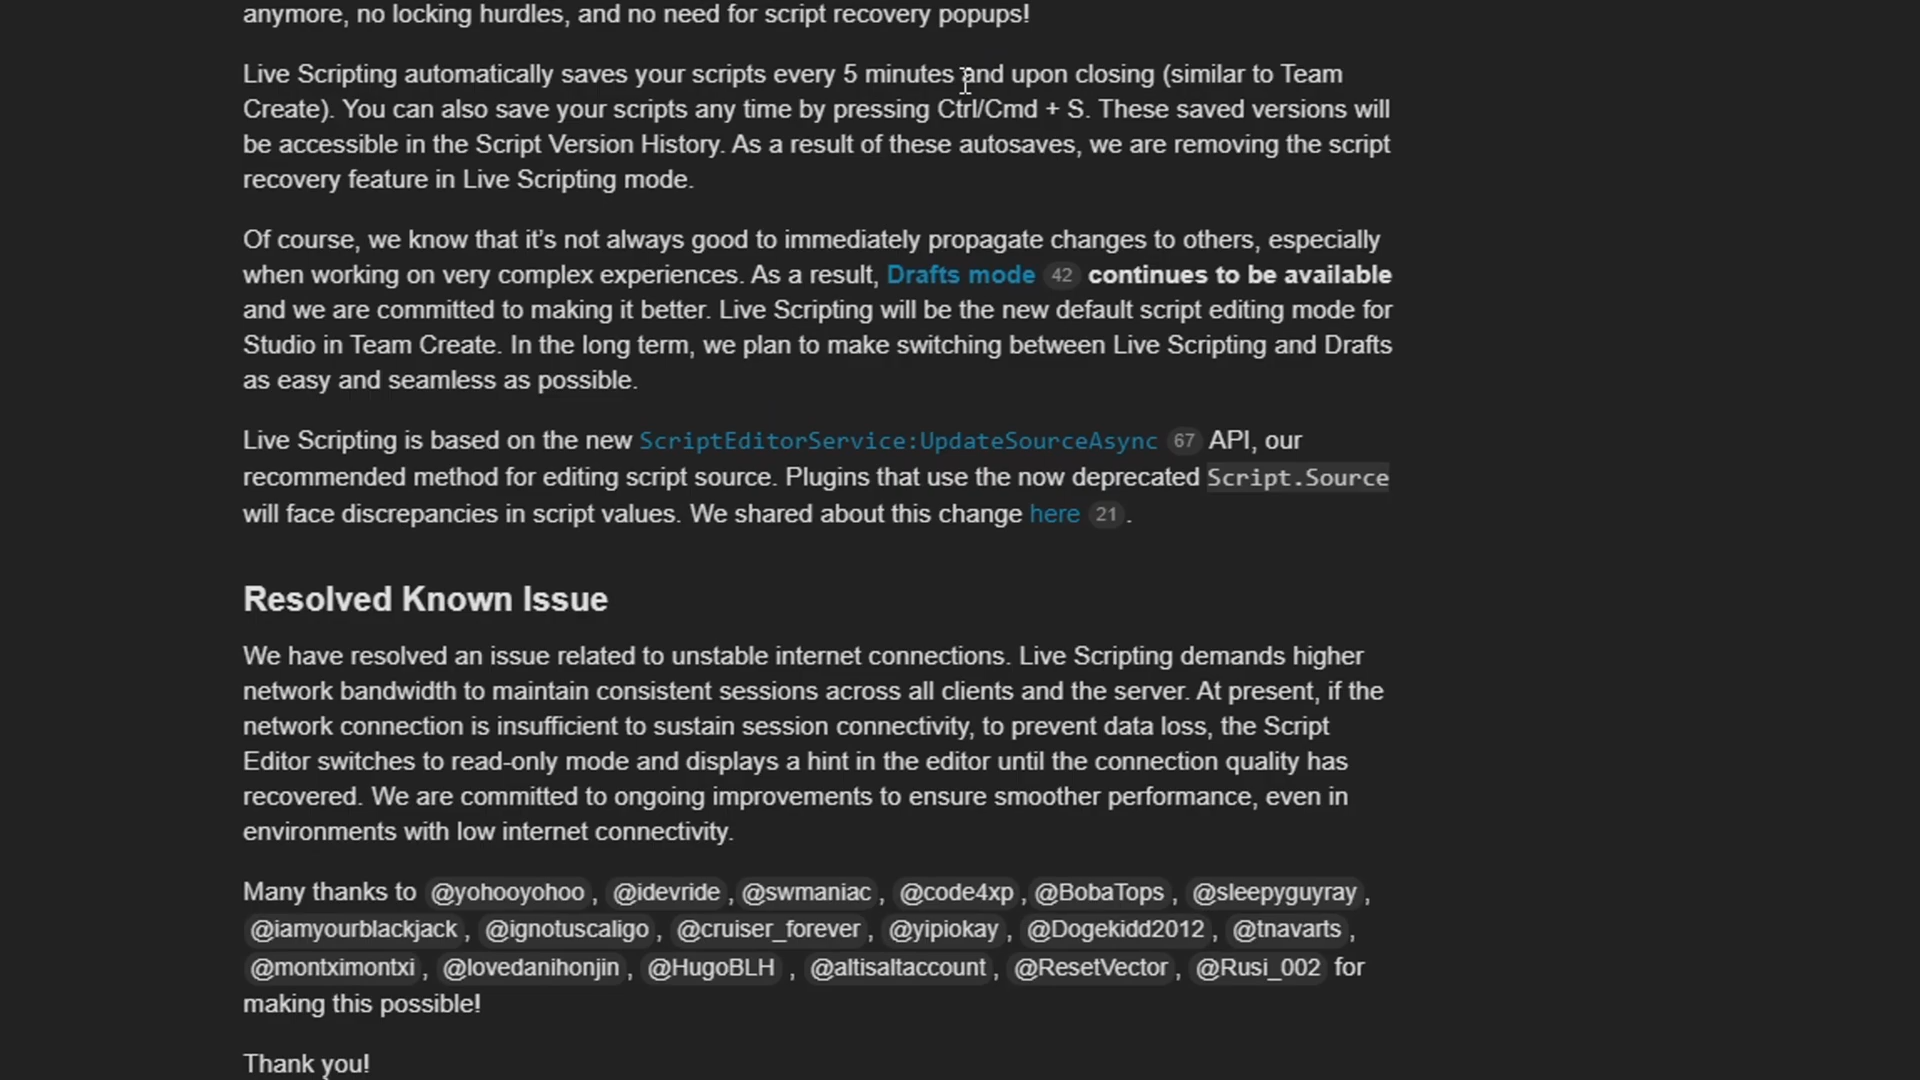 anymore, no locking hurdles, and no need for script recovery popups!
Live Scripting automatically saves your scripts every 5 minutes and upon closing (similar to Team
Create). You can also save your scripts any time by pressing Ctrl/Cmd + S. These saved versions will
be accessible in the Script Version History. As a result of these autosaves, we are removing the script
recovery feature in Live Scripting mode.
Of course, we know that it's not always good to immediately propagate changes to others, especially
when working on very complex experiences. As a result, Drafts mode 42 continues to be available
and we are committed to making it better. Live Scripting will be the new default script editing mode for
Studio in Team Create. In the long term, we plan to make switching between Live Scripting and Drafts
as easy and seamless as possible.
Live Scripting is based on the new ScriptEditorService:UpdateSourceAsync 67 API, our
recommended method for editing script source. Plugins that use the now deprecated Script.Source
will face discrepancies in script values. We shared about this change here 21 .
Resolved Known Issue
We have resolved an issue related to unstable internet connections. Live Scripting demands higher
network bandwidth to maintain consistent sessions across all clients and the server. At present, if the
network connection is insufficient to sustain session connectivity, to prevent data loss, the Script
Editor switches to read-only mode and displays a hint in the editor until the connection quality has
recovered. We are committed to ongoing improvements to ensure smoother performance, even in
environments with low internet connectivity.
Many thanks to @yohooyohoo , @idevride ,@swmaniac , @code4xp ,@BobaTops , @sleepyguyray ,
@iamyourblackjack , @ignotuscaligo , @cruiser_forever , @yipiokay , @Dogekidd2012 , @tnavarts ,
@montximontxi , @lovedanihonjin , @HugoBLH , @altisaltaccount , @ResetVector , @Rusi_002 for
making this possible!
Thank you!